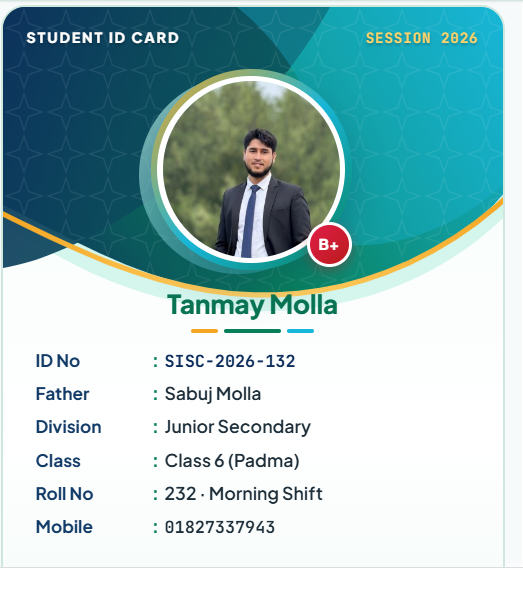 STUDENT ID CARD
SESSION 2026
B+
Tanmay Molla
ID No : SISC-2026-132
Father : Sabuj Molla
Division : Junior Secondary
Class : Class 6 (Padma)
Roll No : 232 · Morning Shift
Mobile : 01827337943